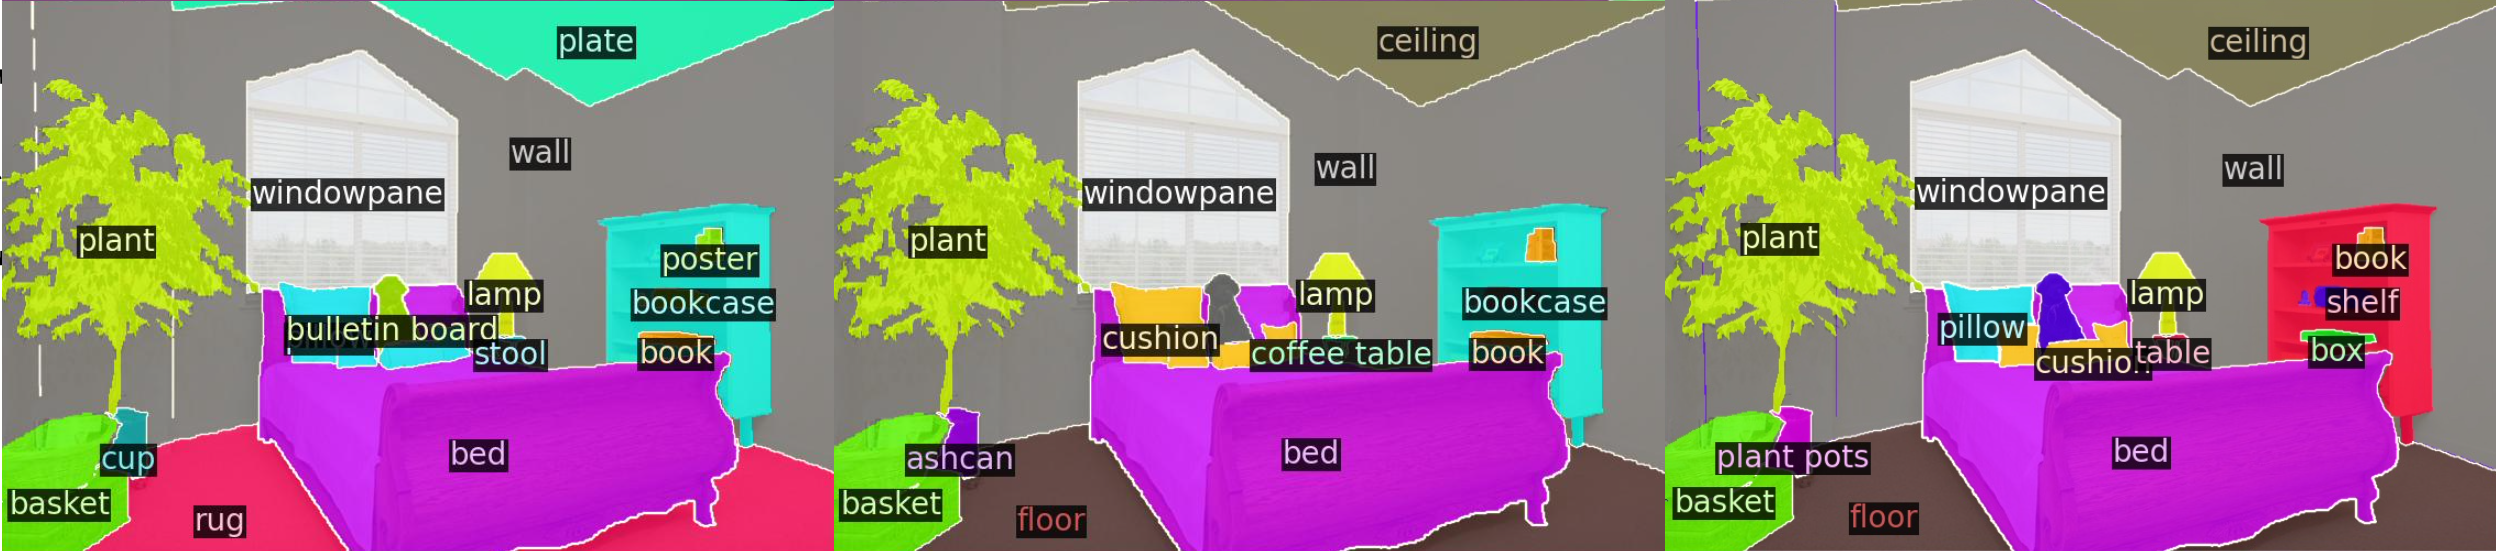 plate
wall
windowpane
plant
poster
lamp
bookcase
bulletin board
stool
book
cup
bed
basket
rug
ceiling
wall
windowpane
plant
lamp
bookcase
cushion
coffee table
book
ashcan
bed
basket
floor
ceiling
wall
windowpane
plant
book
lamp
shelf
pillow
table
box
cushion
plant pots
bed
basket
floor